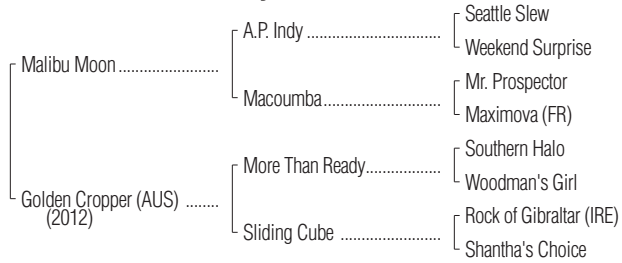 Seattle Slew
A.P. Indy ..............................
Weekend Surprise
Malibu Moon ......................
Mr. Prospector
Macoumba..........................
Maximova (FR)
Southern Halo
More Than Ready.................
Woodman's Girl
Golden Cropper (AUS) ........
(2012)
Rock of Gibraltar (IRE)
Sliding Cube ......................
Shantha's Choice